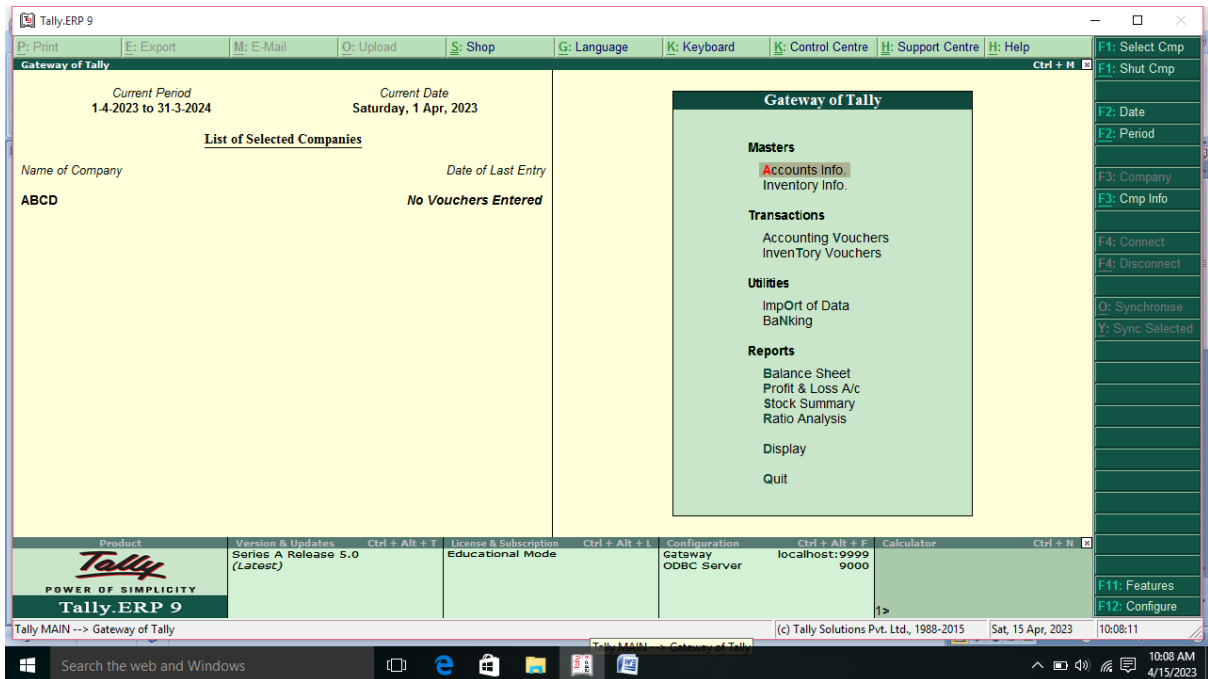 Tally.ERP 9
P: Print E: Export M: E-Mail O: Upload S: Shop G: Language K: Keyboard K: Control Centre H: Support Centre H: Help
Gateway of Tally Ctrl + M
Current Period Current Date
1-4-2023 to 31-3-2024 Saturday, 1 Apr, 2023
List of Selected Companies
Name of Company Date of Last Entry
ABCD No Vouchers Entered
Gateway of Tally
Masters
Accounts Info.
Inventory Info.
Transactions
Accounting Vouchers
InvenTory Vouchers
Utilities
ImpOrt of Data
BaNking
Reports
Balance Sheet
Profit & Loss A/c
Stock Summary
Ratio Analysis
Display
Quit
F1: Select Cmp
F1: Shut Cmp
F2: Date
F2: Period
F3: Company
F3: Cmp Info
F4: Connect
F4: Disconnect
O: Synchronise
Y: Sync Selected
F11: Features
F12: Configure
Product Version & Updates Ctrl + Alt + T License & Subscription Ctrl + Alt + L Configuration Ctrl + Alt + F Calculator Ctrl + N
Tally
POWER OF SIMPLICITY
Tally.ERP 9
Series A Release 5.0
(Latest)
Educational Mode
Gateway localhost:9999
ODBC Server 9000
1>
Tally MAIN --> Gateway of Tally (c) Tally Solutions Pvt. Ltd., 1988-2015 Sat, 15 Apr, 2023 10:08:11
Tally MAIN --> Gateway of Tally
Search the web and Windows
10:08 AM
4/15/2023